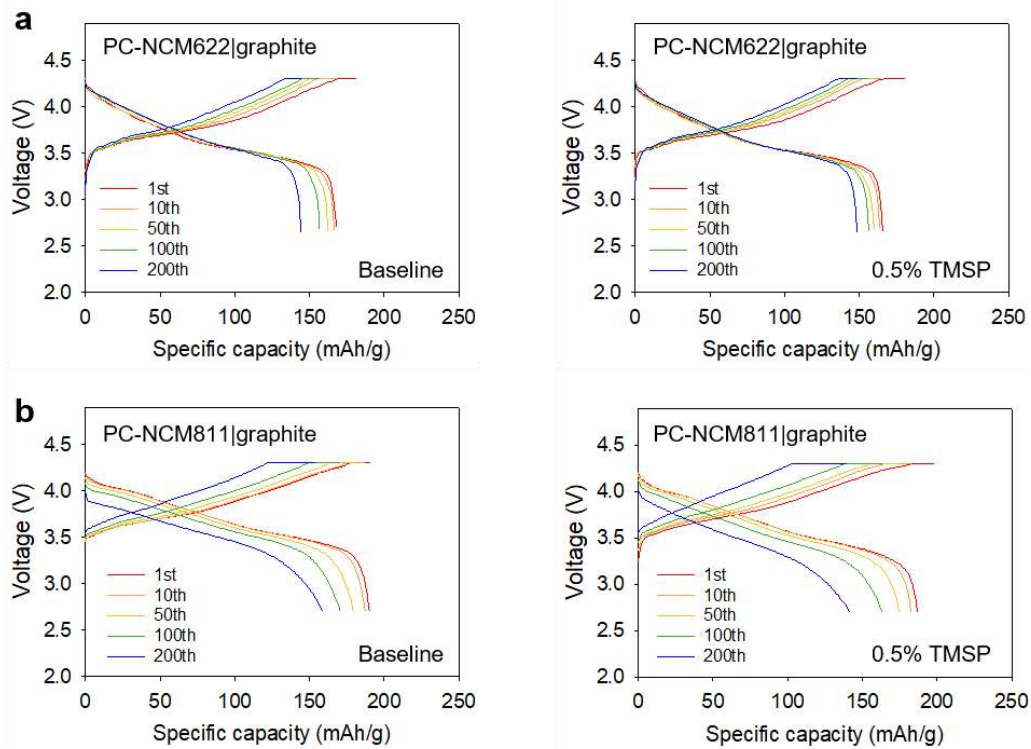 a
PC-NCM622|graphite
4.5
4.0
3.5
3.0
2.5
2.0
Voltage (V)
1st
10th
50th
100th
200th
Baseline
0 50 100 150 200 250
Specific capacity (mAh/g)
PC-NCM622|graphite
4.5
4.0
3.5
3.0
2.5
2.0
Voltage (V)
1st
10th
50th
100th
200th
0.5% TMSP
0 50 100 150 200 250
Specific capacity (mAh/g)
b
PC-NCM811|graphite
4.5
4.0
3.5
3.0
2.5
2.0
Voltage (V)
1st
10th
50th
100th
200th
Baseline
0 50 100 150 200 250
Specific capacity (mAh/g)
PC-NCM811|graphite
4.5
4.0
3.5
3.0
2.5
2.0
Voltage (V)
1st
10th
50th
100th
200th
0.5% TMSP
0 50 100 150 200 250
Specific capacity (mAh/g)